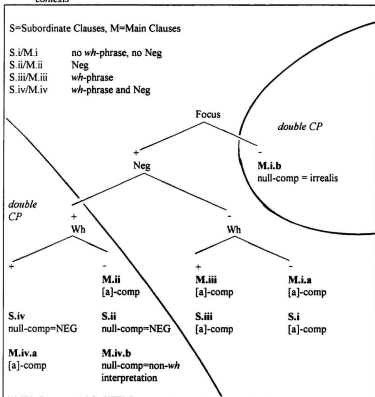 contexts
S=Subordinate Clauses, M=Main Clauses
S.i/M.i no wh-phrase, no Neg
S.ii/M.ii Neg
S.iii/M.iii wh-phrase
S.iv/M.iv wh-phrase and Neg
Focus
double CP
+ -
Neg M.i.b
null-comp = irrealis
double
CP
+ -
Wh Wh
+ - + -
M.ii M.iii M.i.a
[a]-comp [a]-comp [a]-comp
S.iv S.ii S.iii S.i
null-comp=NEG null-comp=NEG [a]-comp [a]-comp
M.iv.a M.iv.b
[a]-comp null-comp=non-wh
interpretation